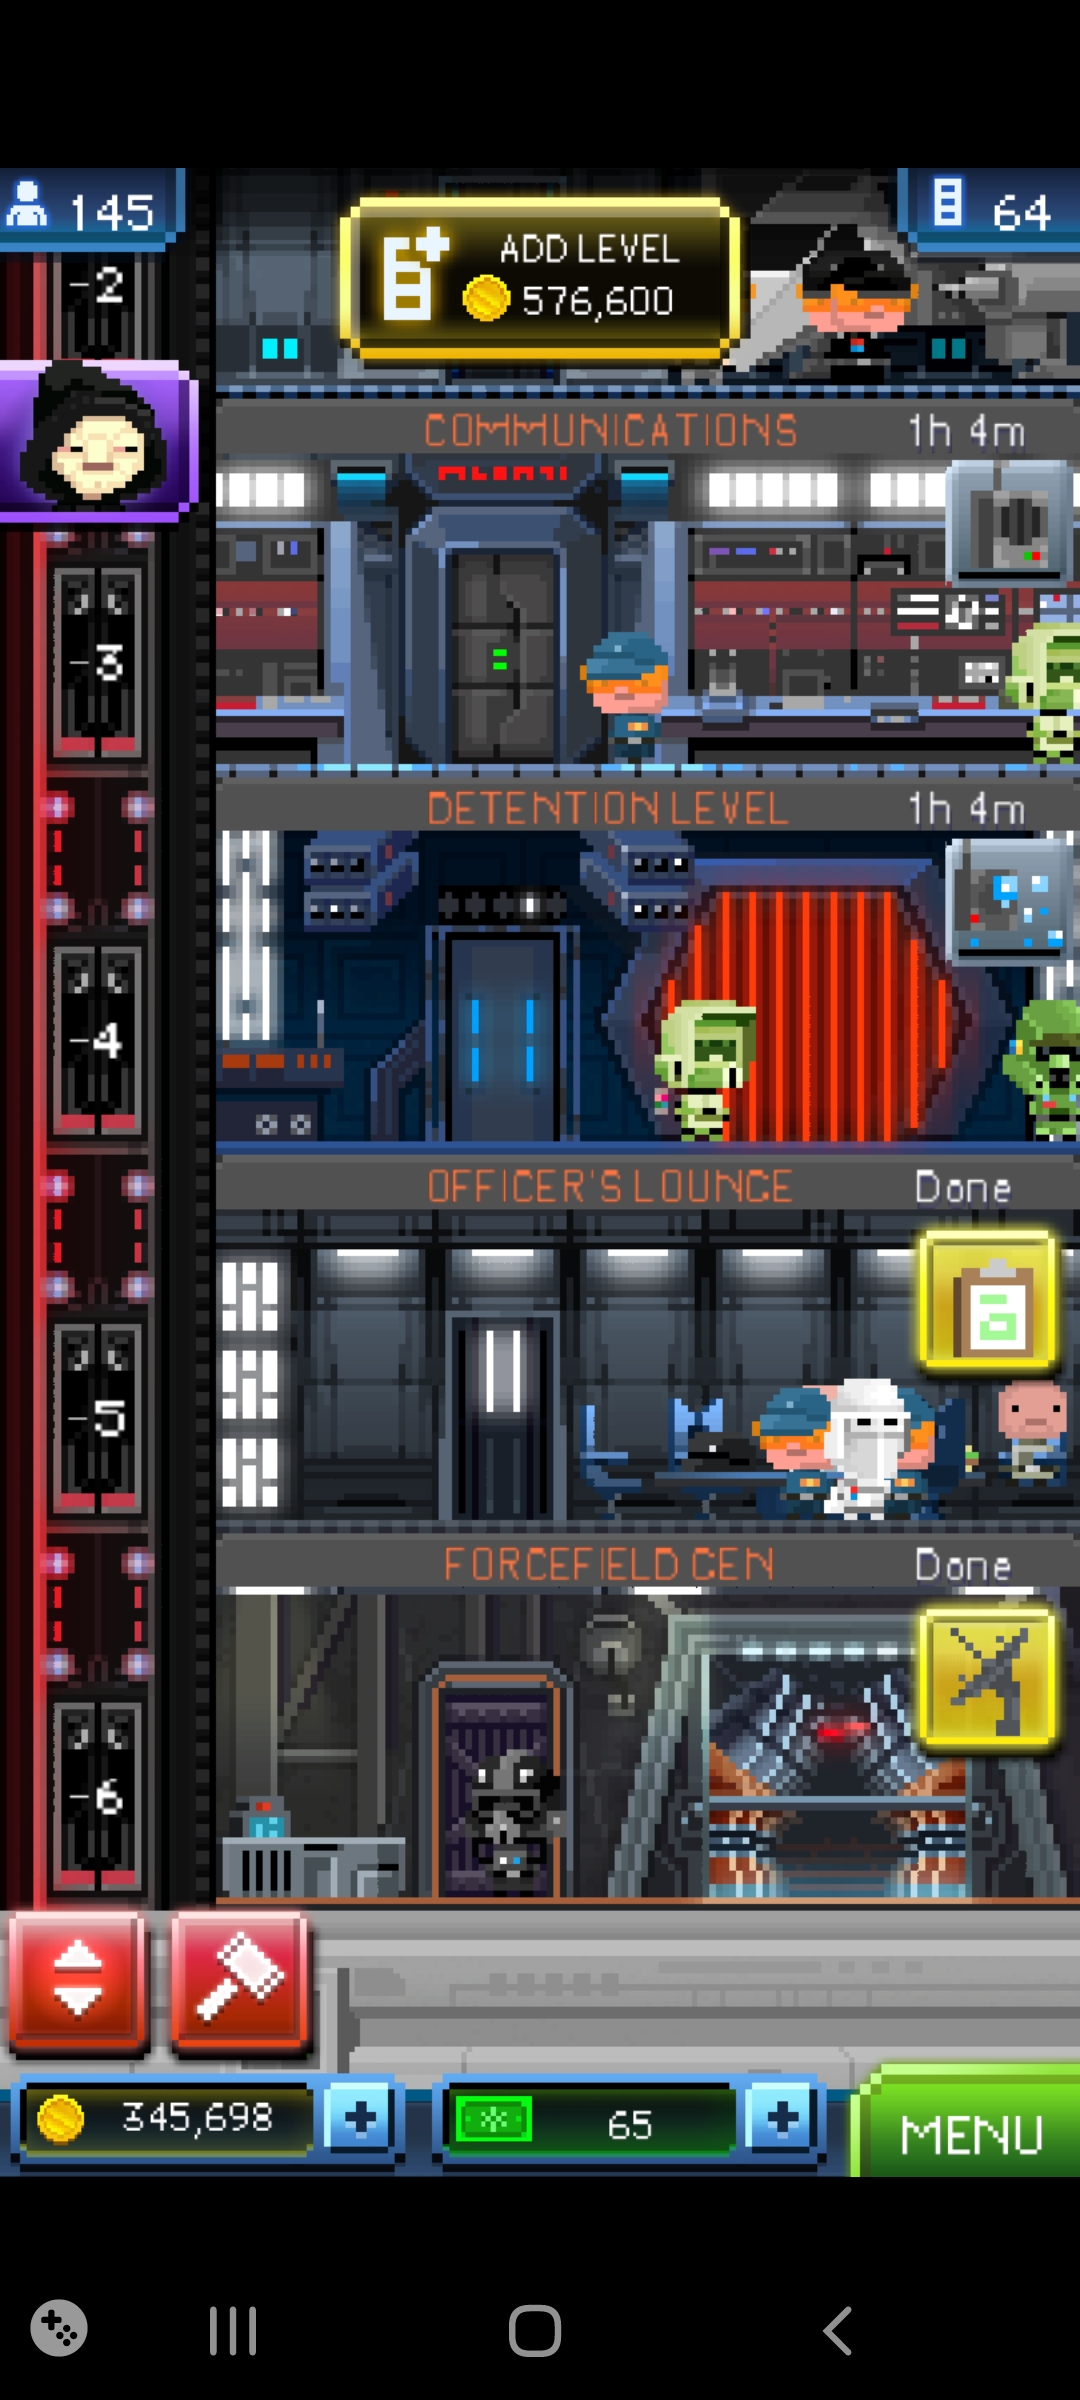 145
ADD LEVEL
576,600
64
-2
COMMUNICATIONS 1h 4m
-3
DETENTION LEVEL 1h 4m
-4
OFFICER'S LOUNGE Done
-5
FORCEFIELD GEN Done
-6
345,698
65
MENU